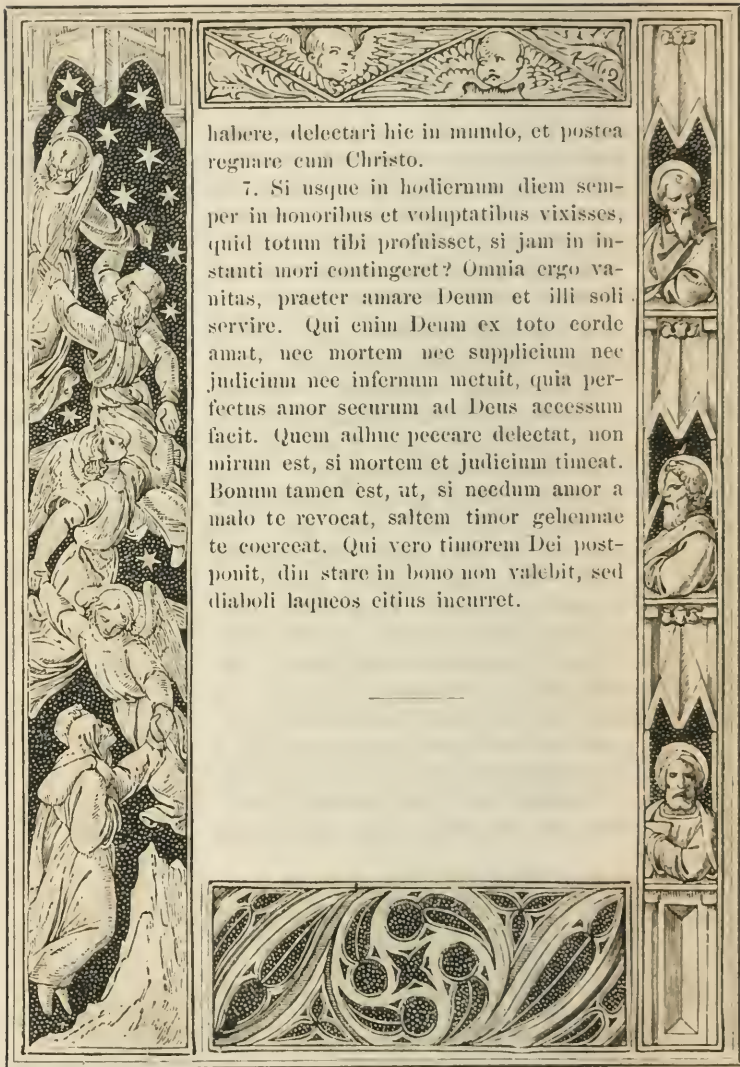 habere, delectari hic in mundo, et postea
regnare cum Christo.
7. Si usque in hodiernum diem sem-
per in honoribus et voluptatibus vixisses,
quid totum tibi profuisset, si jam in in-
stanti mori contingeret? Omnia ergo va-
nitas, praeter amare Deum et illi soli
servire. Qui enim Deum ex toto corde
amat, nec mortem nec supplicium nec
judicium nec infernum metuit, quia per-
fectus amor securum ad Deus accessum
facit. Quem adhuc peccare delectat, non
mirum est, si mortem et judicium timeat.
Bonum tamen est, ut, si necdum amor a
malo te revocat, saltem timor gehennae
te coerceat. Qui vero timorem Dei post-
ponit, diu stare in bono non valebit, sed
diaboli laqueos citius incurret.